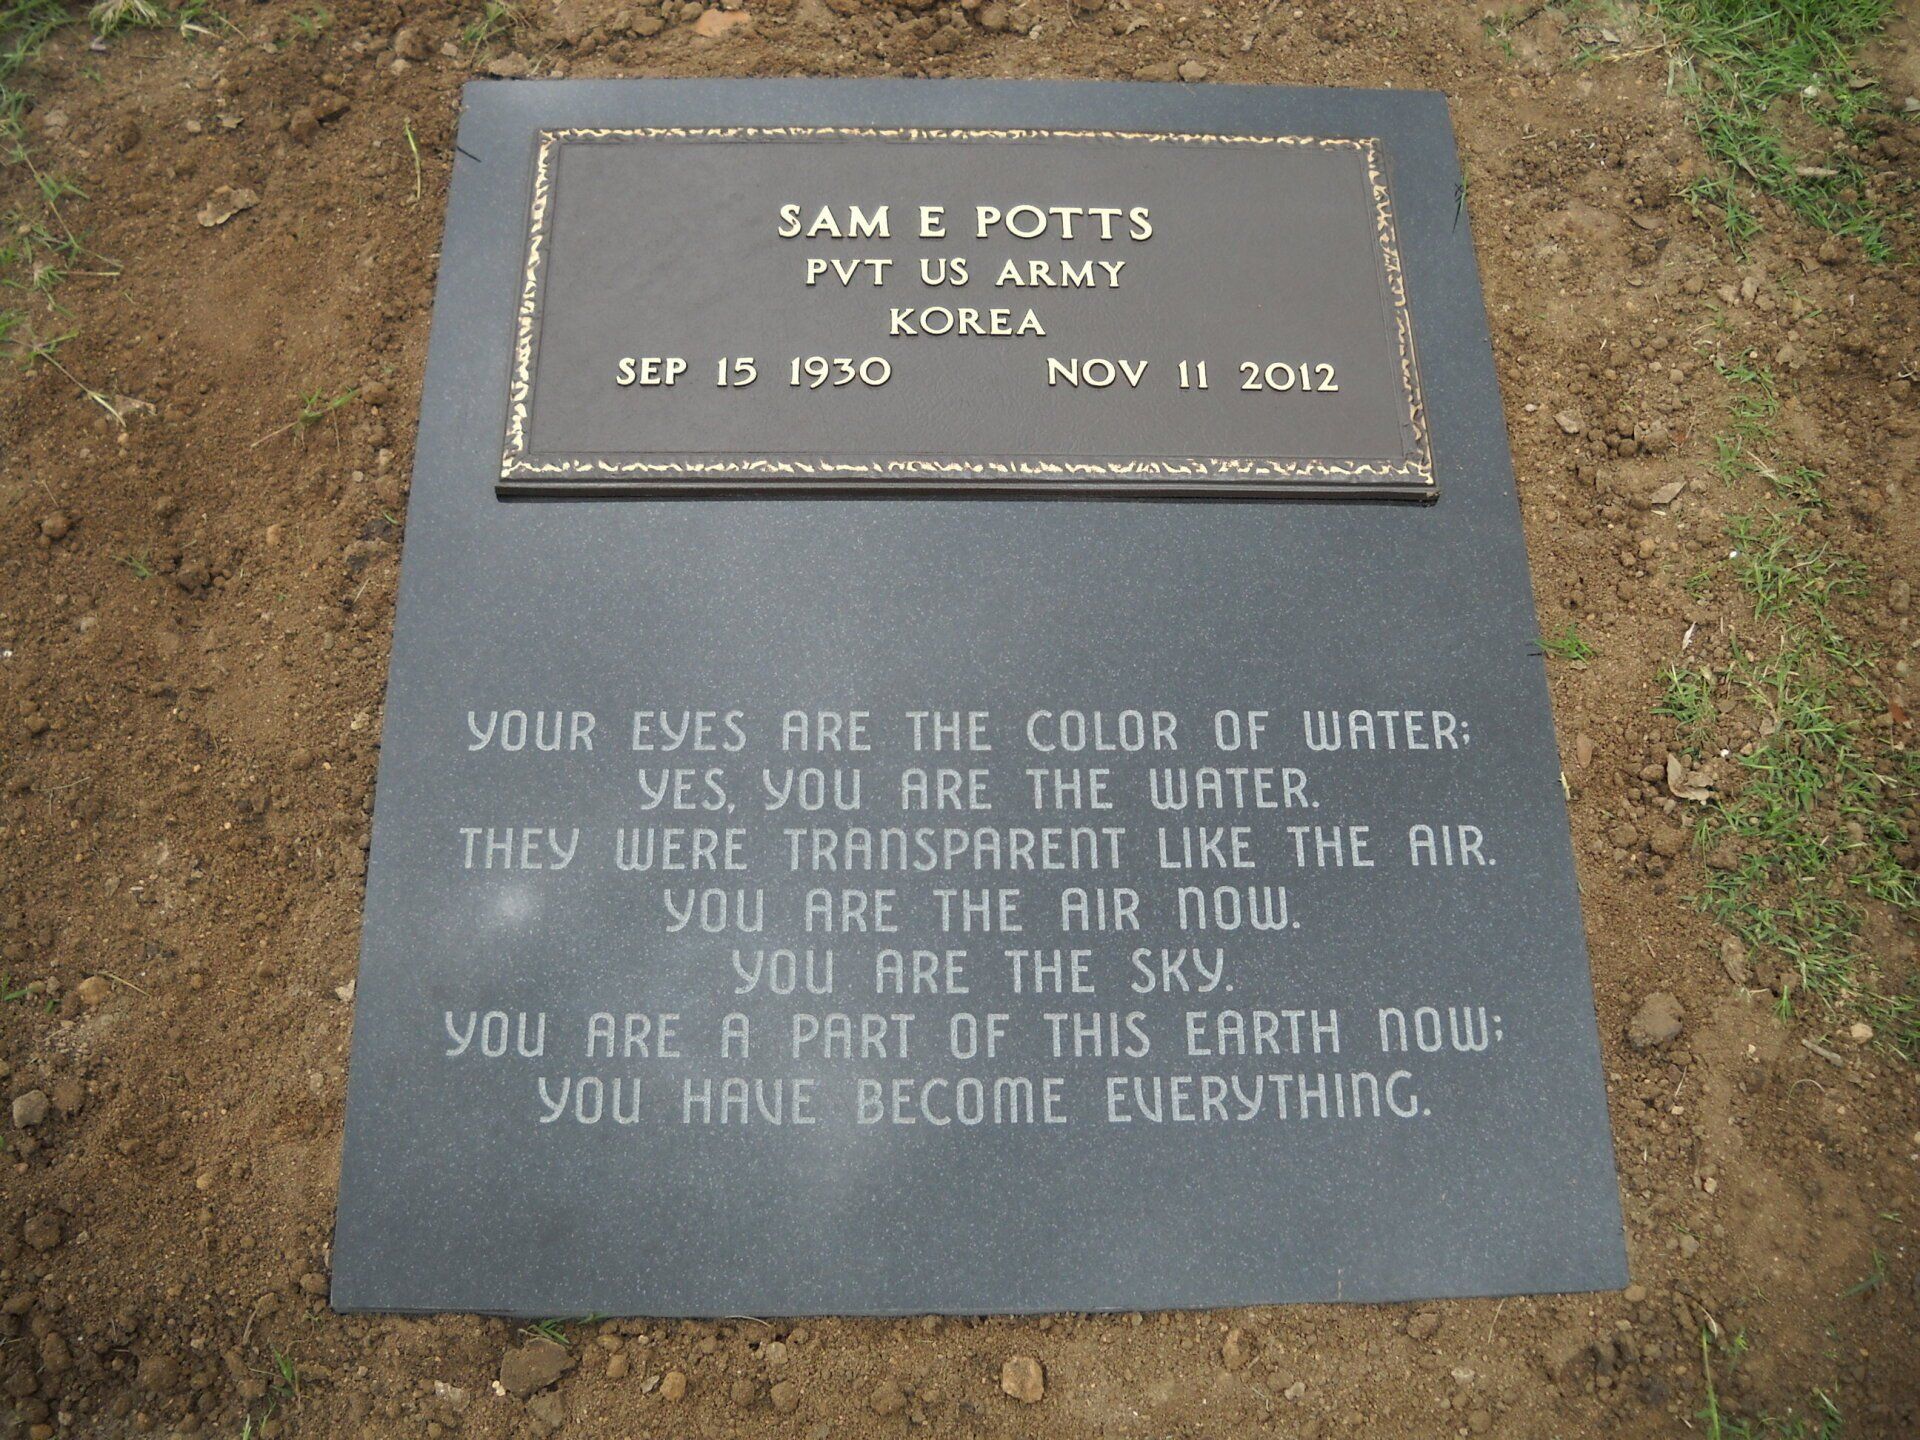 SAM E POTTS
PVT US ARMY
KOREA
SEP 15 1930 NOV 11 2012
YOUR EYES ARE THE COLOR OF WATER;
YES, YOU ARE THE WATER.
THEY WERE TRANSPARENT LIKE THE AIR.
YOU ARE THE AIR NOW.
YOU ARE THE SKY.
YOU ARE A PART OF THIS EARTH NOW;
YOU HAVE BECOME EVERYTHING.